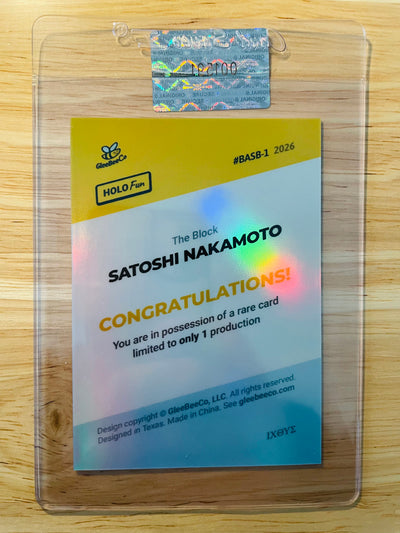 GleeBeeCo
HOLO Fun
#BASB-1 2026
The Block
SATOSHI NAKAMOTO
CONGRATULATIONS!
You are in possession of a rare card
limited to only 1 production
Design copyright © GleeBeeCo, LLC. All rights reserved.
Designed in Texas. Made in China. See gleebeeco.com
ΙΧΘΥΣ